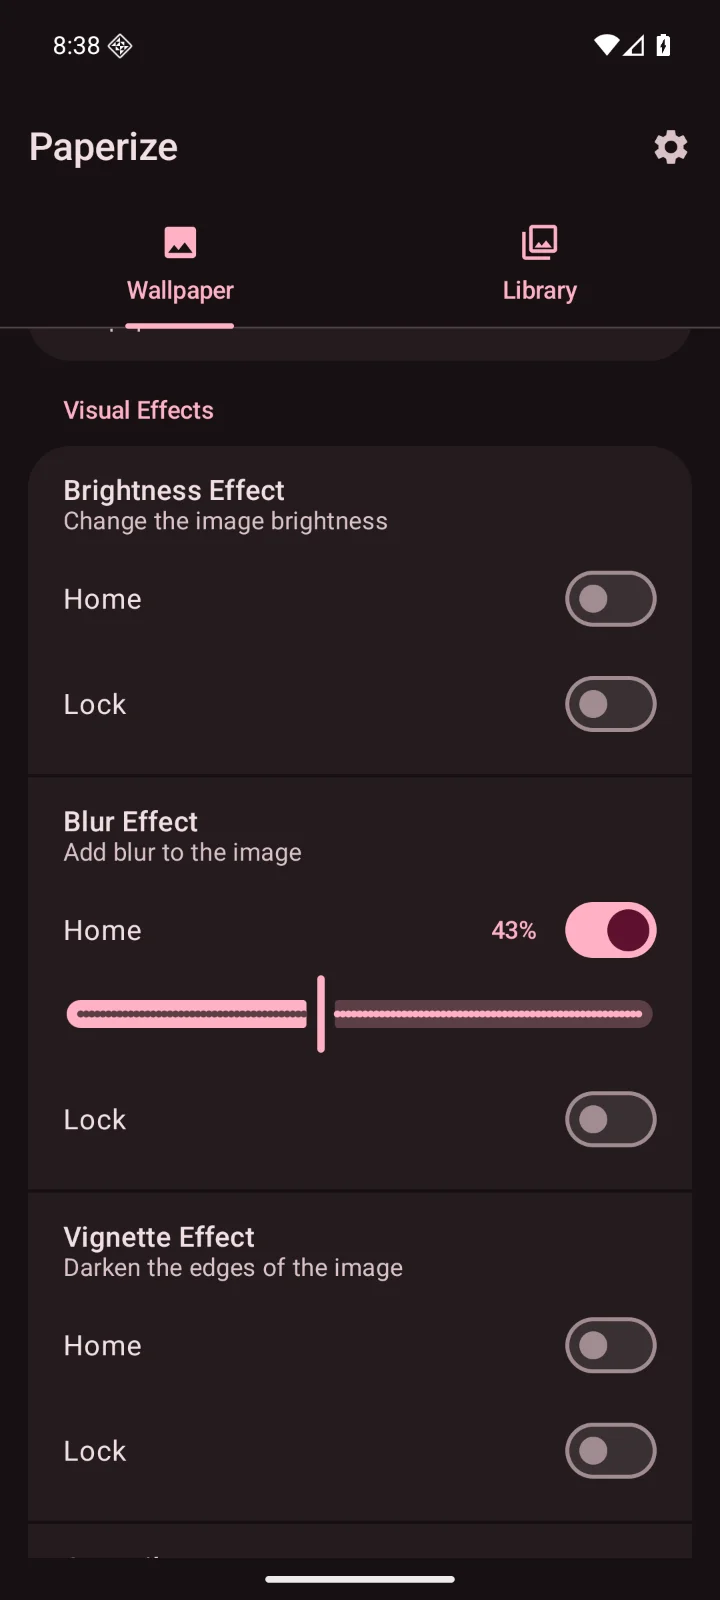 8:38
Paperize
Wallpaper
Library
Visual Effects
Brightness Effect
Change the image brightness
Home
Lock
Blur Effect
Add blur to the image
Home
43%
Lock
Vignette Effect
Darken the edges of the image
Home
Lock